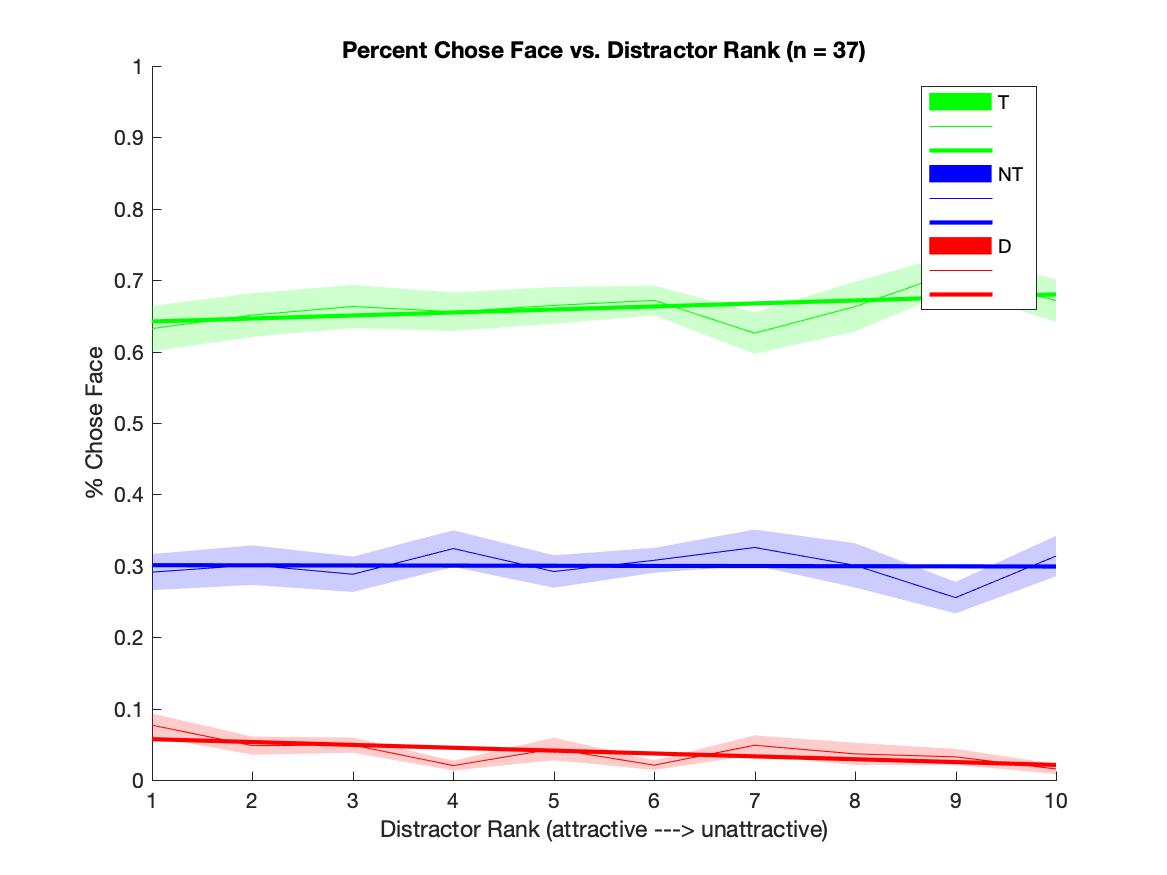 Percent Chose Face vs. Distractor Rank (n = 37)
1
0.9
0.8
0.7
0.6
0.5
0.4
0.3
0.2
0.1
0
% Chose Face
T
NT
D
1 2 3 4 5 6 7 8 9 10
Distractor Rank (attractive ---> unattractive)